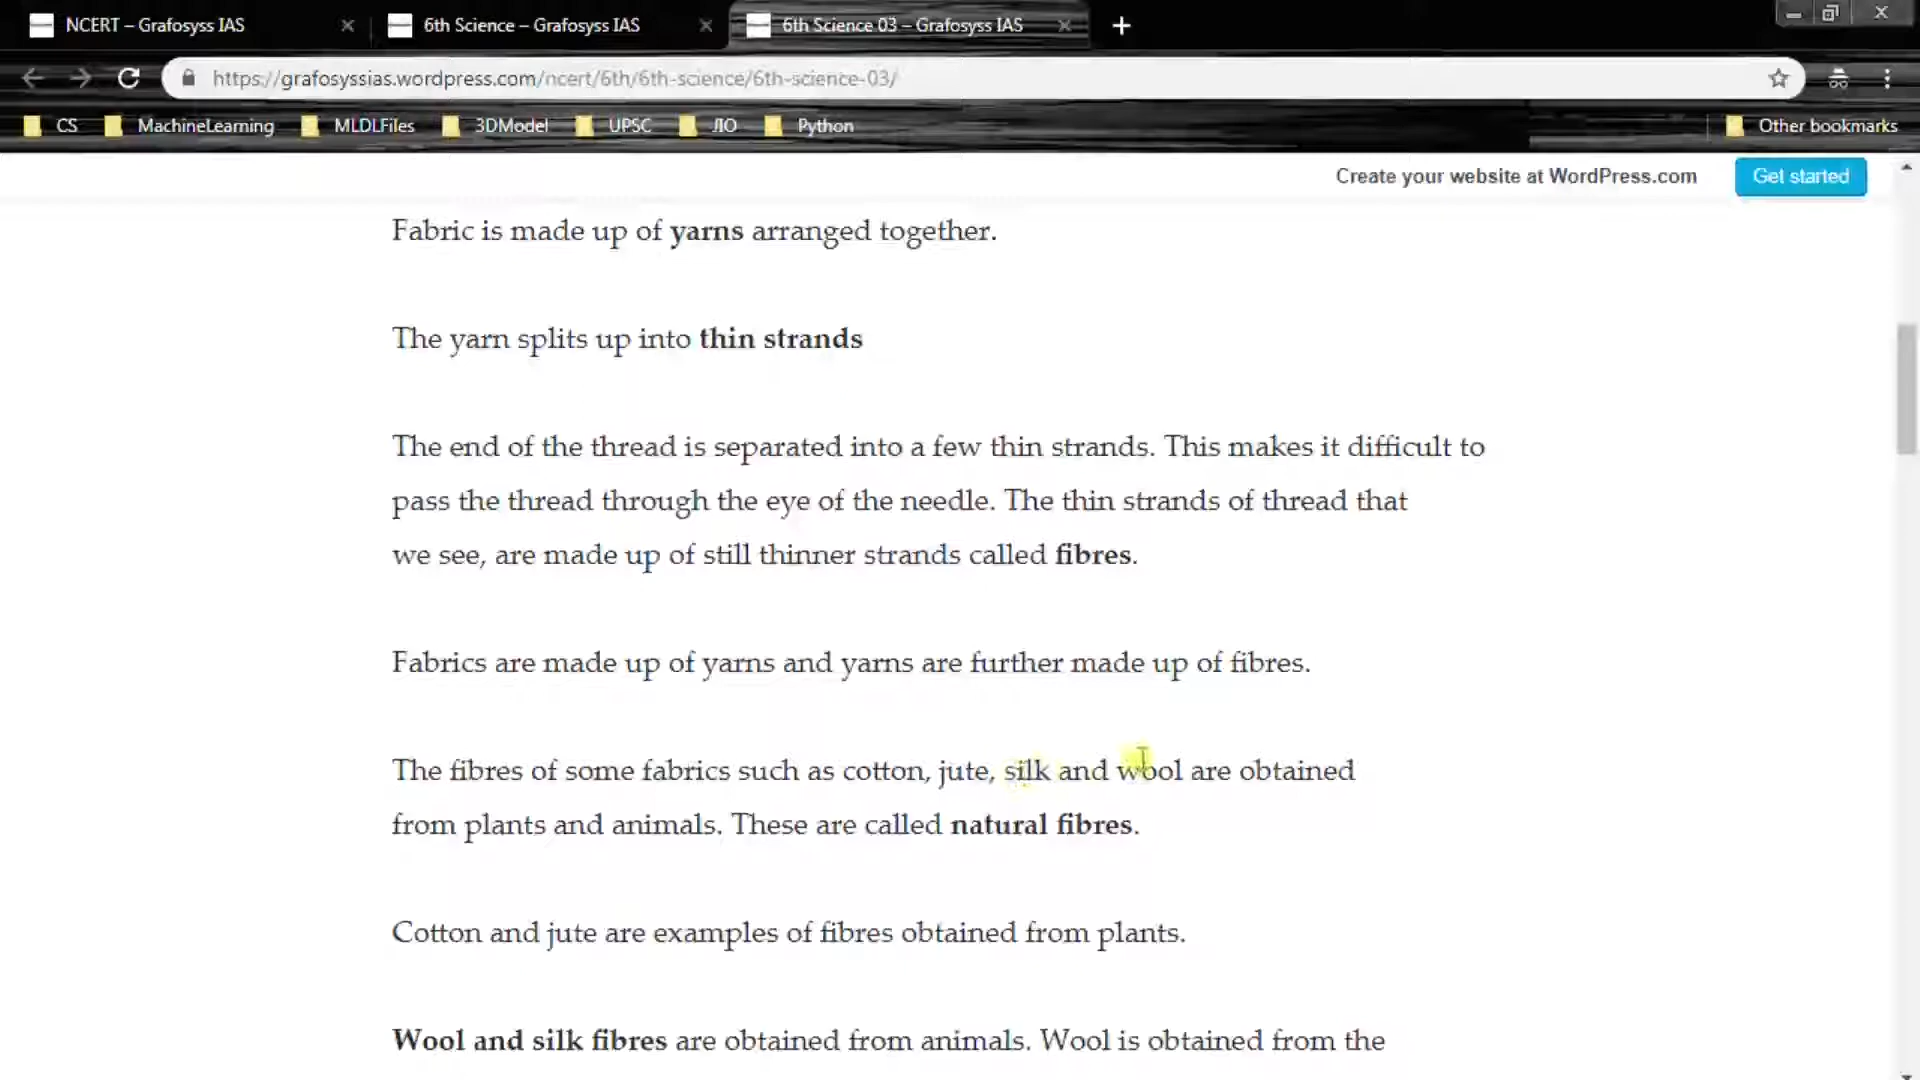 NCERT – Grafosyss IAS
6th Science – Grafosyss IAS
6th Science 03 – Grafosyss IAS
https://grafosyssias.wordpress.com/ncert/6th/6th-science/6th-science-03/
CS
MachineLearning
MLDLFiles
3DModel
UPSC
ЛО
Python
Other bookmarks
Create your website at WordPress.com
Get started
Fabric is made up of yarns arranged together.
The yarn splits up into thin strands
The end of the thread is separated into a few thin strands. This makes it difficult to
pass the thread through the eye of the needle. The thin strands of thread that
we see, are made up of still thinner strands called fibres.
Fabrics are made up of yarns and yarns are further made up of fibres.
The fibres of some fabrics such as cotton, jute, silk and wool are obtained
from plants and animals. These are called natural fibres.
Cotton and jute are examples of fibres obtained from plants.
Wool and silk fibres are obtained from animals. Wool is obtained from the